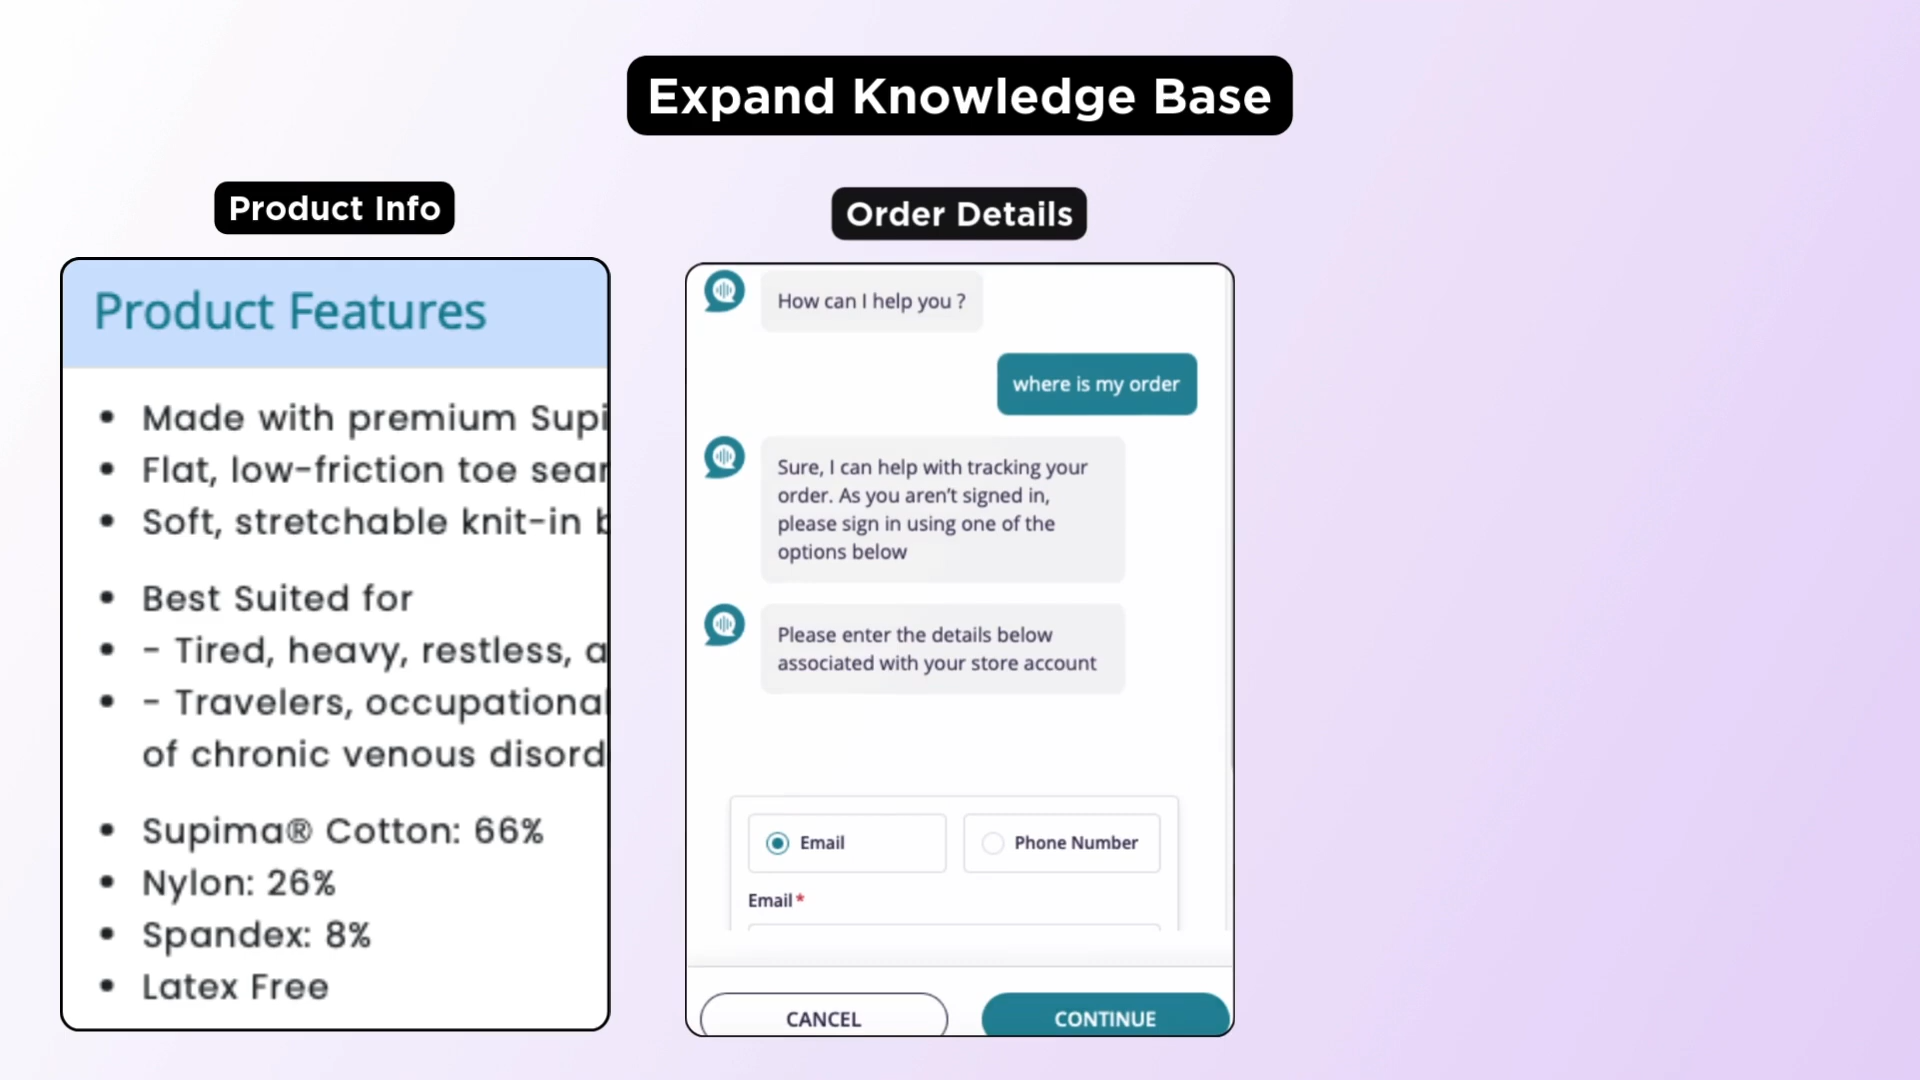 Expand Knowledge Base
Product Info
Product Features
Made with premium Supi
Flat, low-friction toe sear
Soft, stretchable knit-in b
Best Suited for
- Tired, heavy, restless, a
- Travelers, occupational
of chronic venous disord
Supima® Cotton: 66%
Nylon: 26%
Spandex: 8%
Latex Free
Order Details
How can I help you ?
where is my order
Sure, I can help with tracking your
order. As you aren't signed in,
please sign in using one of the
options below
Please enter the details below
associated with your store account
Email
Phone Number
Email*
CANCEL
CONTINUE